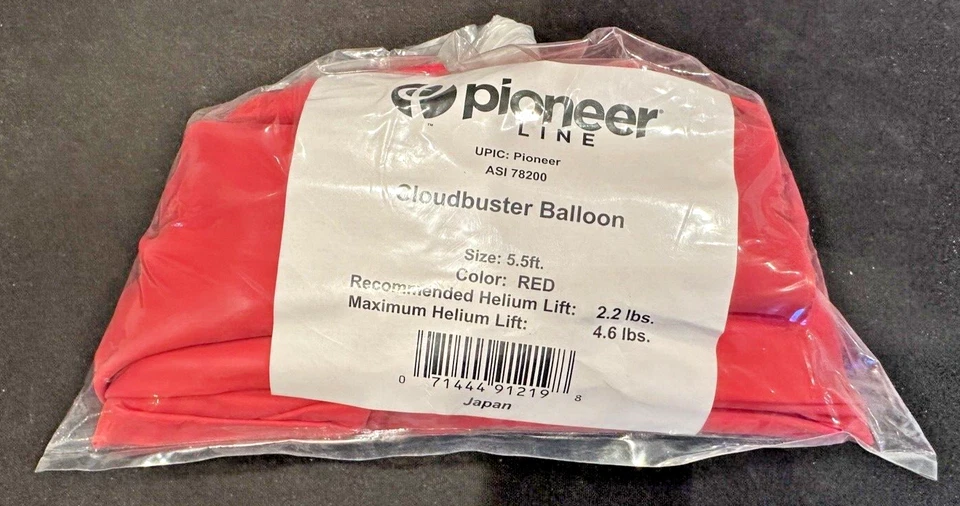 pioneer
LINE
™
UPIC: Pioneer
ASI 78200
Cloudbuster Balloon
Size: 5.5ft.
Color: RED
Recommended Helium Lift: 2.2 lbs.
Maximum Helium Lift: 4.6 lbs.
0 71444 91219 8
Japan